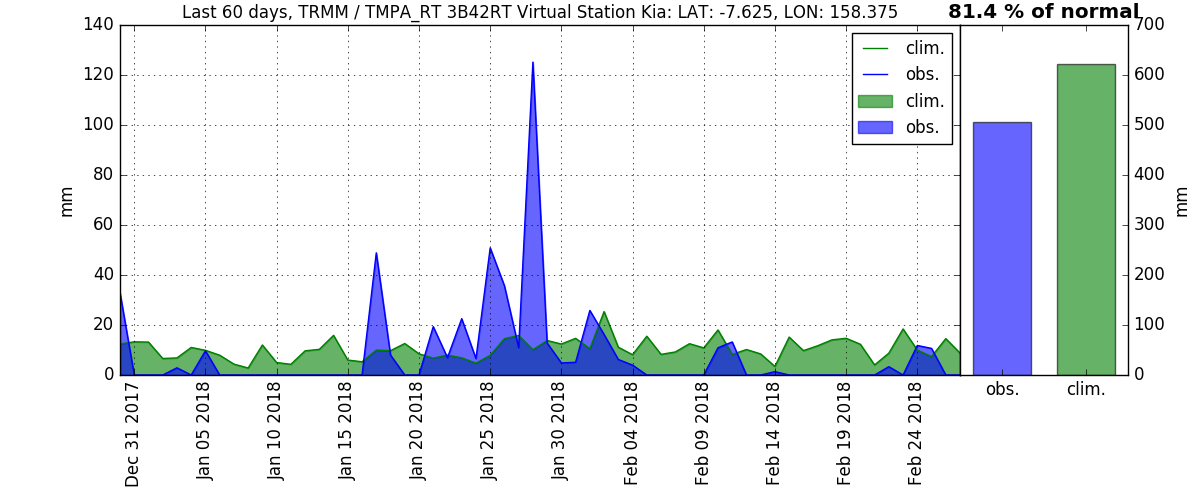 Last 60 days, TRMM / TMPA_RT 3B42RT Virtual Station Kia: LAT: -7.625, LON: 158.375
81.4 % of normal
140
120
100
80
60
40
20
0
mm
clim.
obs.
clim.
obs.
700
600
500
400
300
200
100
0
mm
obs.
clim.
Dec 31 2017
Jan 05 2018
Jan 10 2018
Jan 15 2018
Jan 20 2018
Jan 25 2018
Jan 30 2018
Feb 04 2018
Feb 09 2018
Feb 14 2018
Feb 19 2018
Feb 24 2018